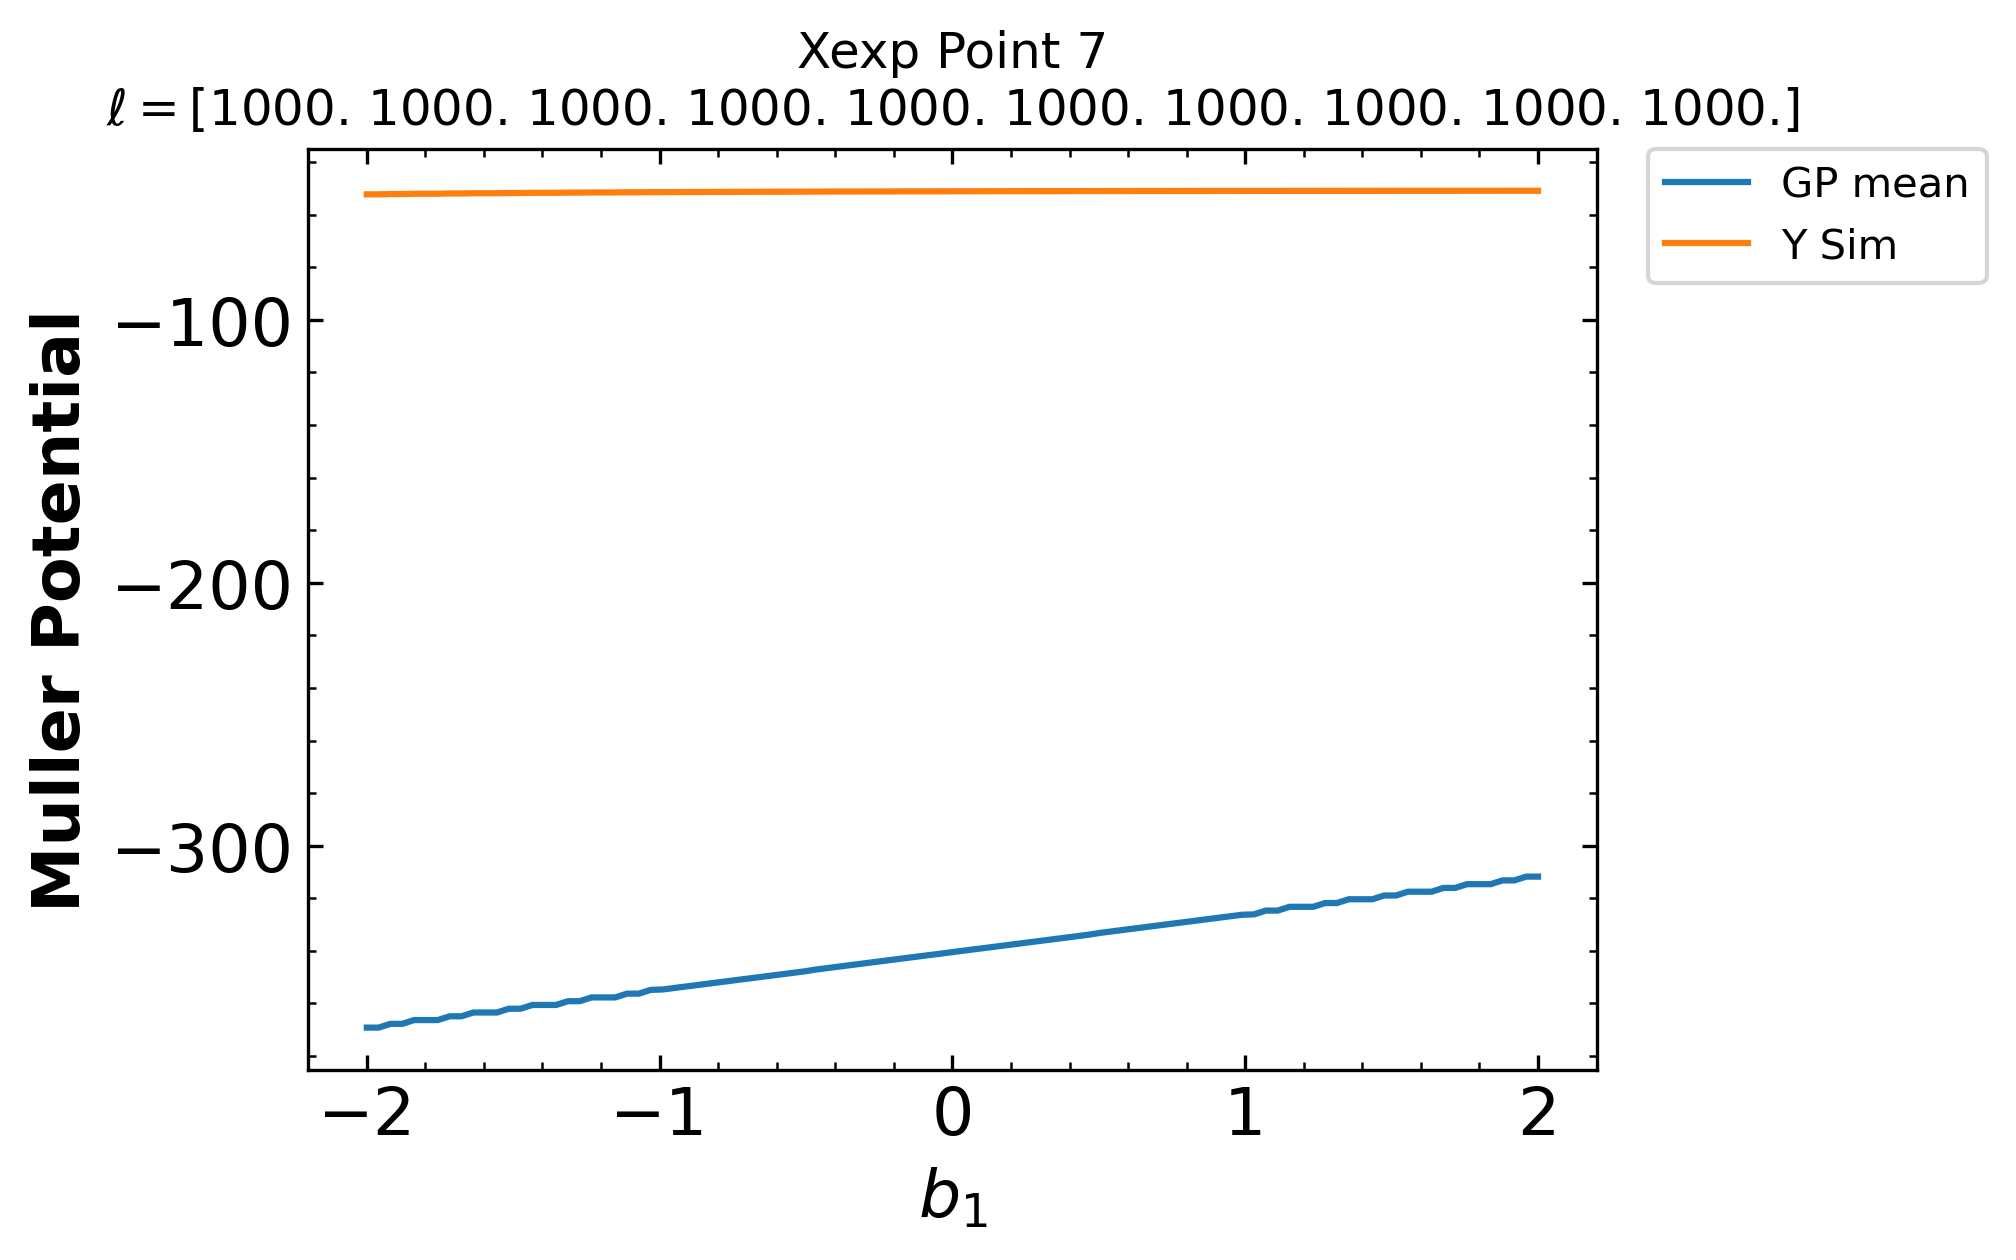 Xexp Point 7
ℓ = [1000. 1000. 1000. 1000. 1000. 1000. 1000. 1000. 1000. 1000.]
GP mean
Y Sim
Muller Potential
−100
−200
−300
−2 −1 0 1 2
b₁